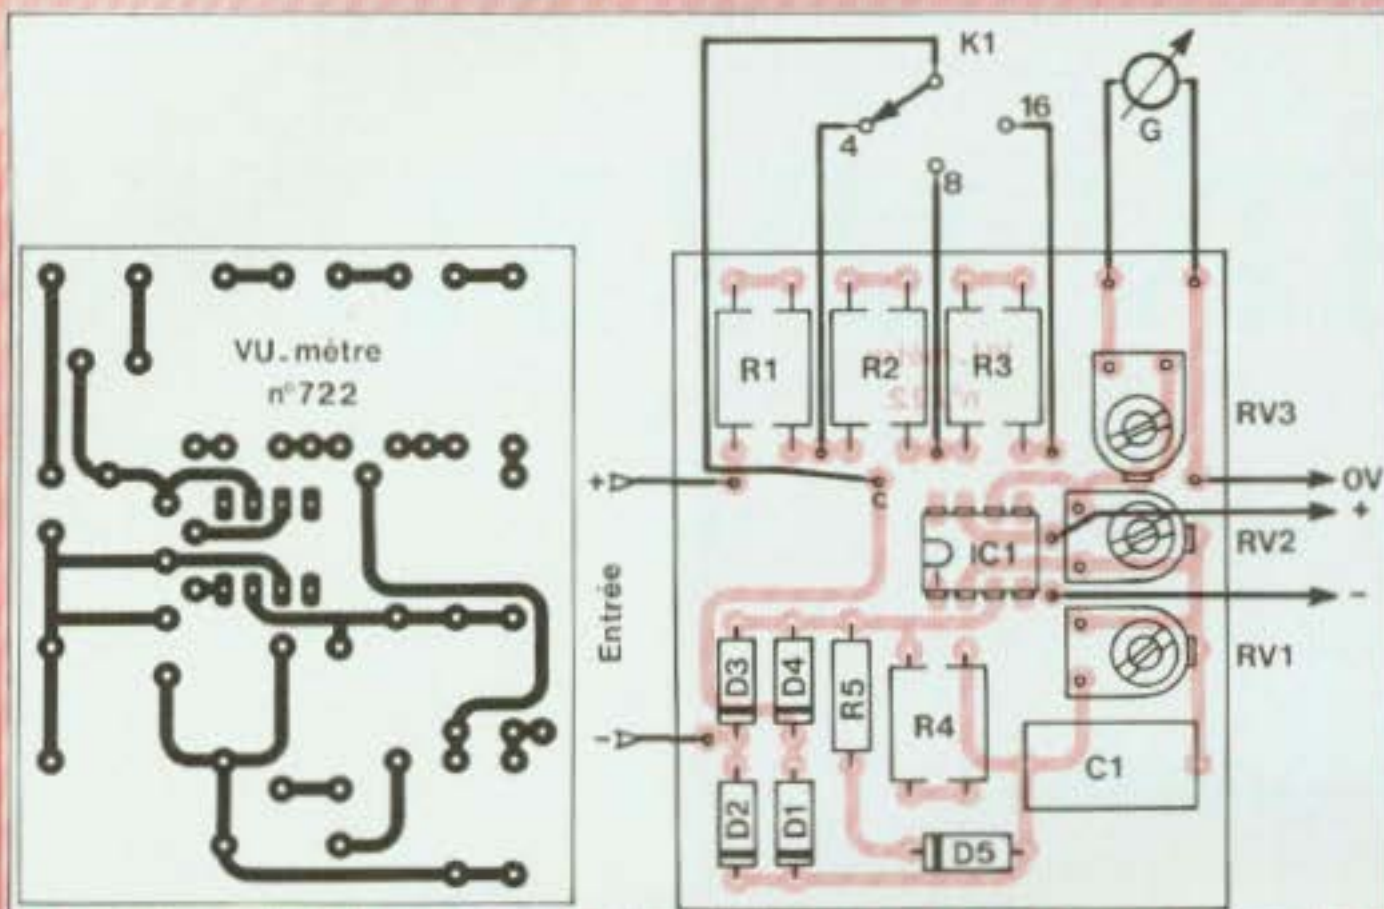 K1
4
16
8
G
VU-mètre
n° 722
R1
R2
R3
RV3
+
0V
+
IC1
RV2
-
Entrée
RV1
D3
D4
R5
R4
-
C1
D2
D1
D5